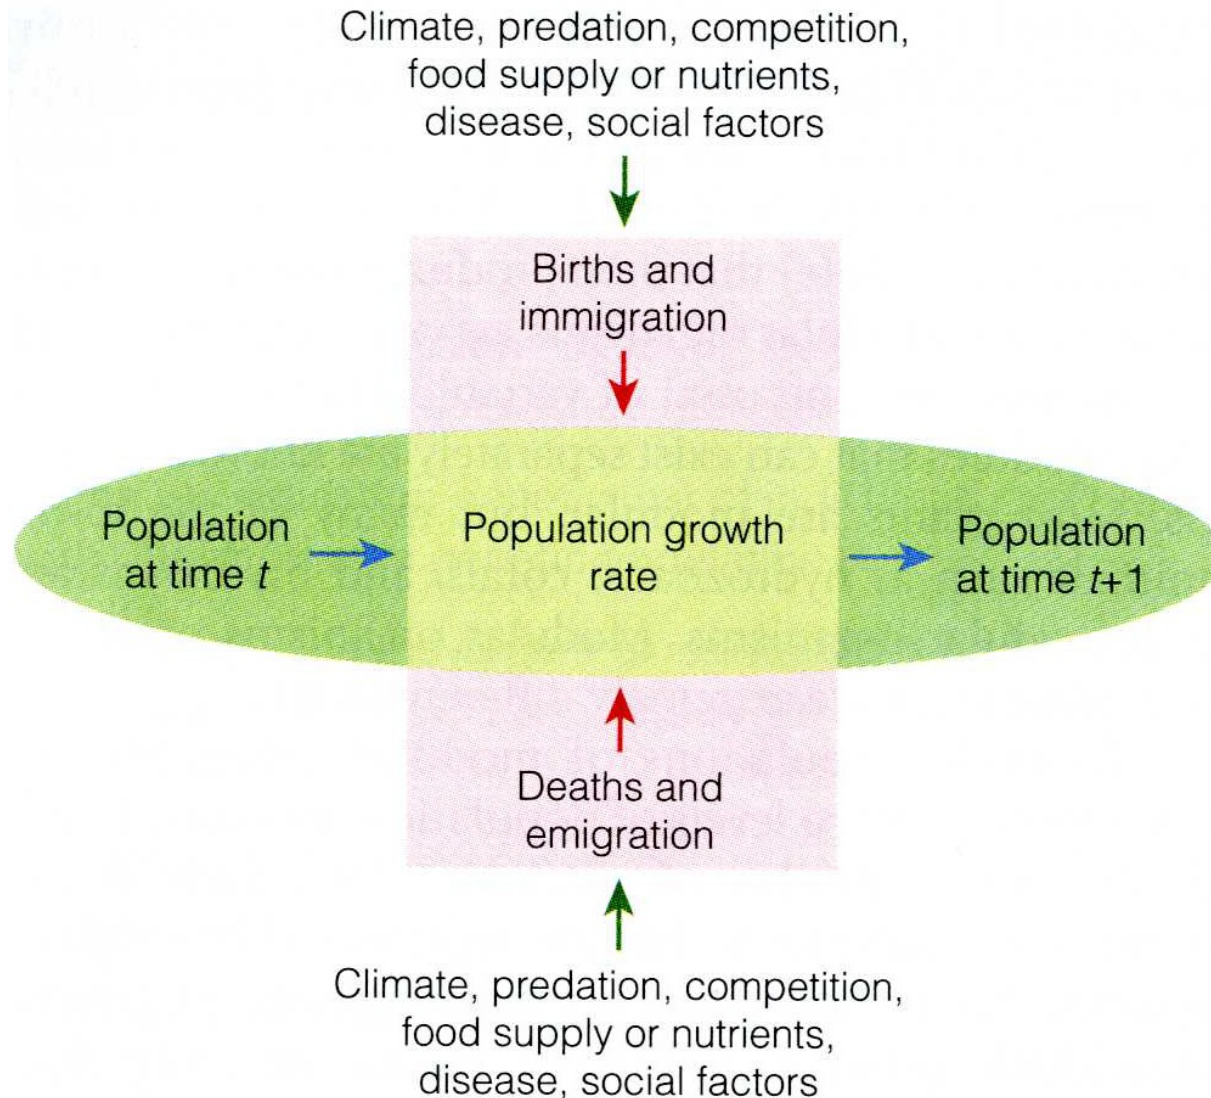 Climate, predation, competition,
food supply or nutrients,
disease, social factors
Births and
immigration
Population
at time t
Population growth
rate
Population
at time t+1
Deaths and
emigration
Climate, predation, competition,
food supply or nutrients,
disease, social factors